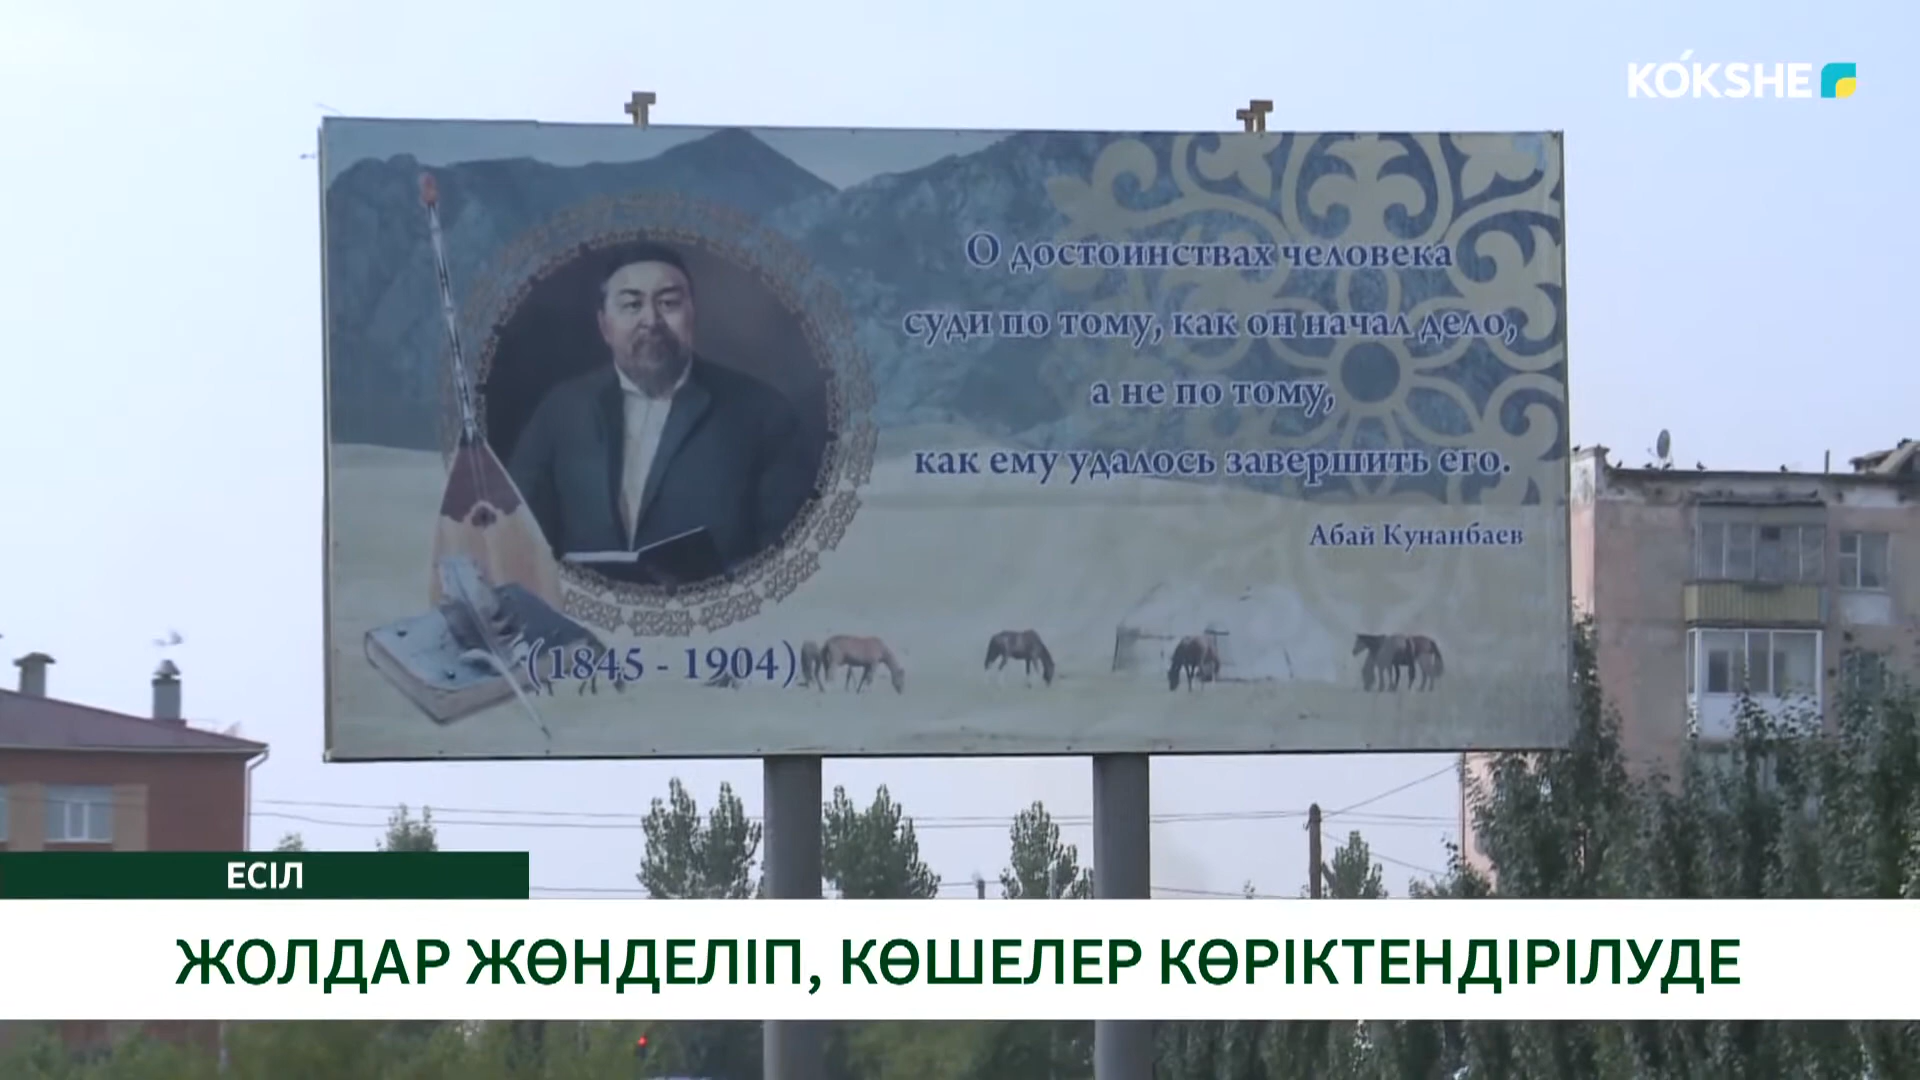 KÓKSHE
О достоинствах человека
суди по тому, как он начал дело,
а не по тому,
как ему удалось завершить его.
Абай Кунанбаев
(1845 - 1904)
ЕСІЛ
ЖОЛДАР ЖӨНДЕЛІП, КӨШЕЛЕР КӨРІКТЕНДІРІЛУДЕ